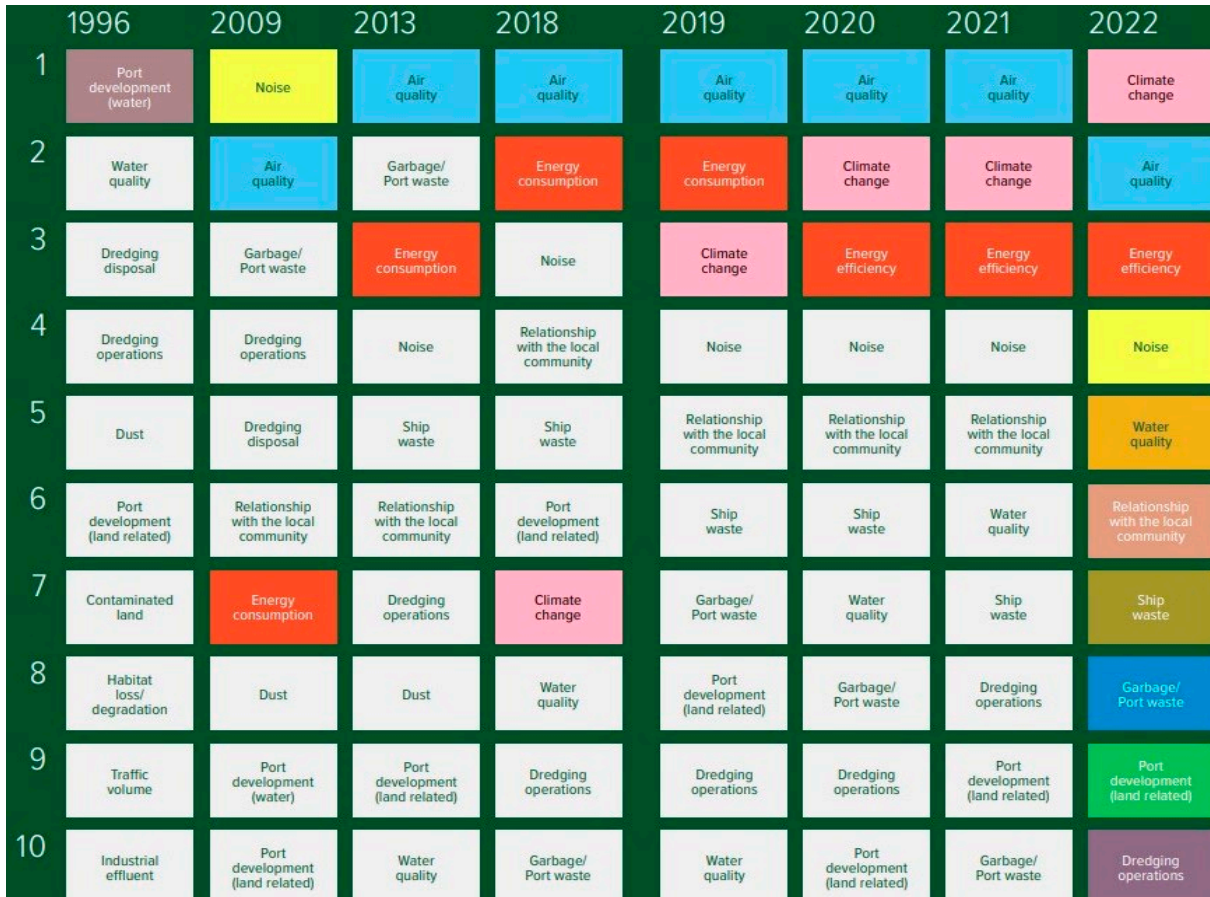 1996 2009 2013 2018 2019 2020 2021 2022
1
Port
development
(water)
Noise
Air
quality
Air
quality
Air
quality
Air
quality
Air
quality
Climate
change
2
Water
quality
Air
quality
Garbage/
Port waste
Energy
consumption
Energy
consumption
Climate
change
Climate
change
Air
quality
3
Dredging
disposal
Garbage/
Port waste
Energy
consumption
Noise
Climate
change
Energy
efficiency
Energy
efficiency
Energy
efficiency
4
Dredging
operations
Dredging
operations
Noise
Relationship
with the local
community
Noise
Noise
Noise
Noise
5
Dust
Dredging
disposal
Ship
waste
Ship
waste
Relationship
with the local
community
Relationship
with the local
community
Relationship
with the local
community
Water
quality
6
Port
development
(land related)
Relationship
with the local
community
Relationship
with the local
community
Port
development
(land related)
Ship
waste
Ship
waste
Water
quality
Relationship
with the local
community
7
Contaminated
land
Energy
consumption
Dredging
operations
Climate
change
Garbage/
Port waste
Water
quality
Ship
waste
Ship
waste
8
Habitat
loss/
degradation
Dust
Dust
Water
quality
Port
development
(land related)
Garbage/
Port waste
Dredging
operations
Garbage/
Port waste
9
Traffic
volume
Port
development
(water)
Port
development
(land related)
Dredging
operations
Dredging
operations
Dredging
operations
Port
development
(land related)
Port
development
(land related)
10
Industrial
effluent
Port
development
(land related)
Water
quality
Garbage/
Port waste
Water
quality
Port
development
(land related)
Garbage/
Port waste
Dredging
operations